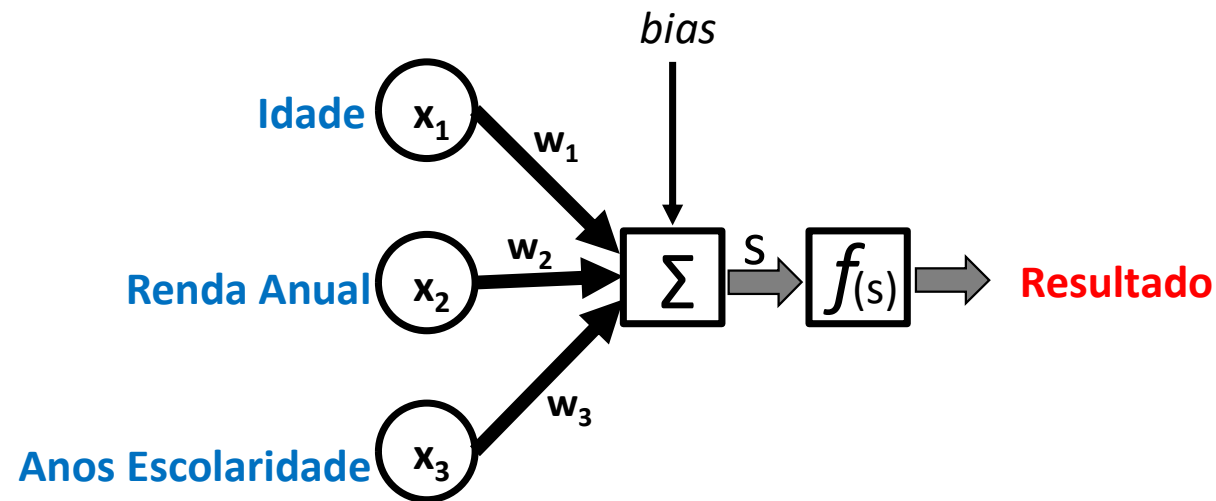 bias
Idade
x₁
w₁
Renda Anual
x₂
w₂
Σ
s
f(s)
Resultado
w₃
Anos Escolaridade
x₃